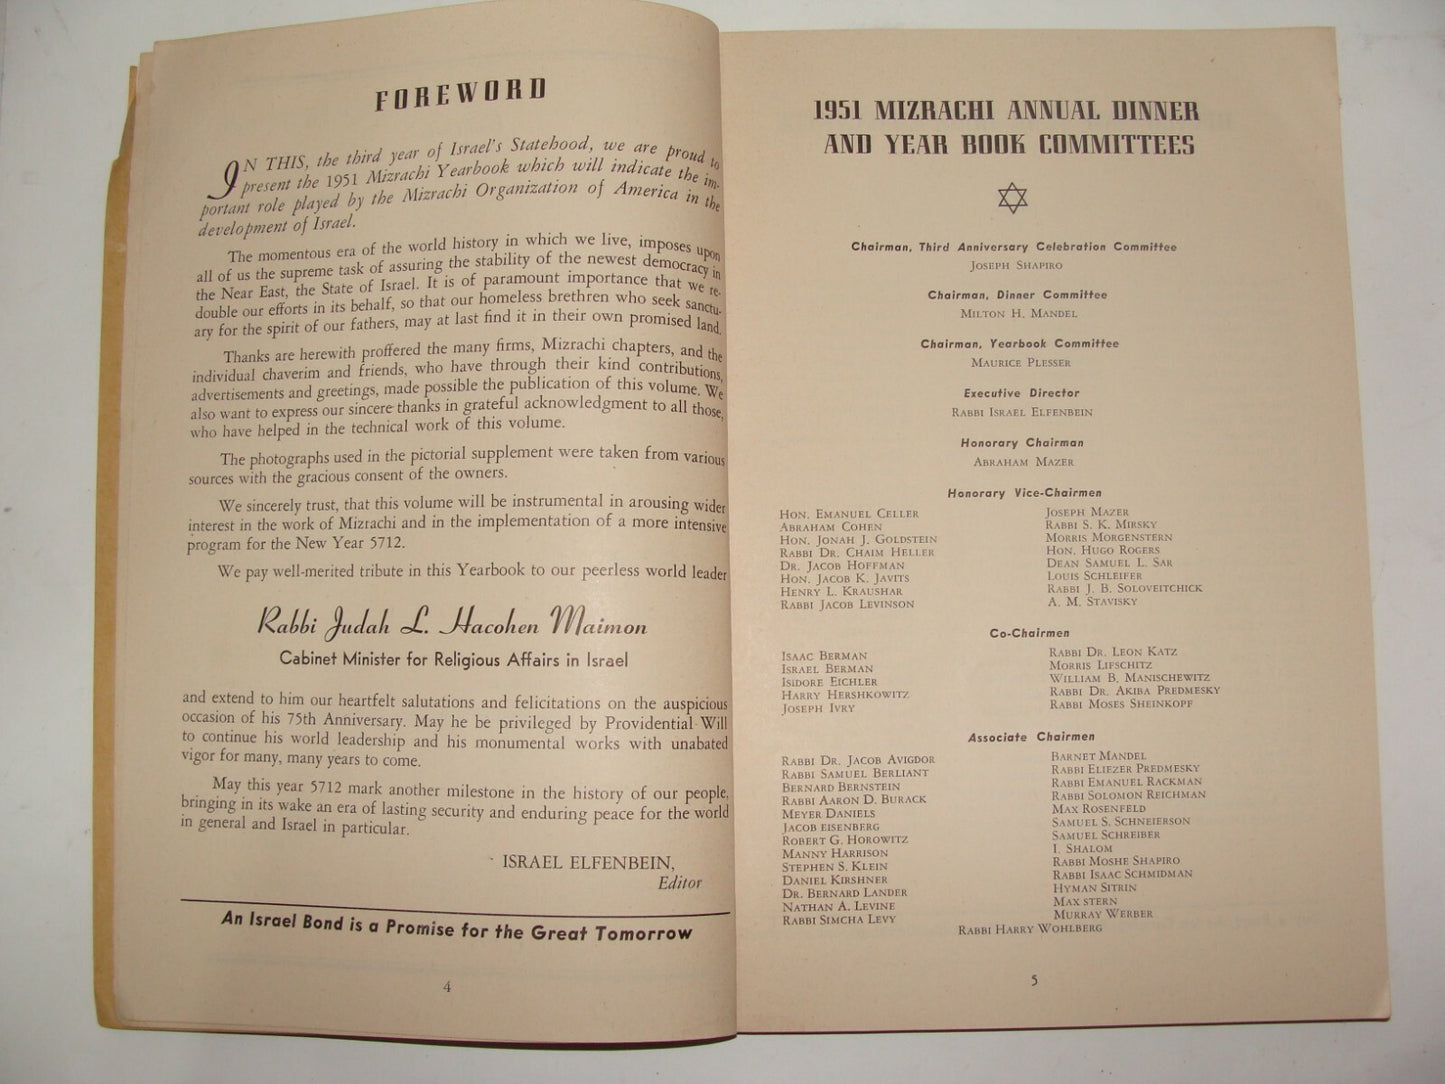 FOREWORD
IN THIS, the third year of Israel's Statehood, we are proud to
present the 1951 Mizrachi Yearbook which will indicate the im-
portant role played by the Mizrachi Organization of America in the
development of Israel.
The momentous era of the world history in which we live, imposes upon
all of us the supreme task of assuring the stability of the newest democracy in
the Near East, the State of Israel. It is of paramount importance that we re-
double our efforts in its behalf, so that our homeless brethren who seek sanctu-
ary for the spirit of our fathers, may at last find it in their own promised land.
Thanks are herewith proffered the many firms, Mizrachi chapters, and the
individual chaverim and friends, who have through their kind contributions,
advertisements and greetings, made possible the publication of this volume. We
also want to express our sincere thanks in grateful acknowledgment to all those,
who have helped in the technical work of this volume.
The photographs used in the pictorial supplement were taken from various
sources with the gracious consent of the owners.
We sincerely trust, that this volume will be instrumental in arousing wider
interest in the work of Mizrachi and in the implementation of a more intensive
program for the New Year 5712.
We pay well-merited tribute in this Yearbook to our peerless world leader
Rabbi Judah L. Hacohen Maimon
Cabinet Minister for Religious Affairs in Israel
and extend to him our heartfelt salutations and felicitations on the auspicious
occasion of his 75th Anniversary. May he be privileged by Providential Will
to continue his world leadership and his monumental works with unabated
vigor for many, many years to come.
May this year 5712 mark another milestone in the history of our people,
bringing in its wake an era of lasting security and enduring peace for the world
in general and Israel in particular.
ISRAEL ELFENBEIN,
Editor
An Israel Bond is a Promise for the Great Tomorrow
4
1951 MIZRACHI ANNUAL DINNER
AND YEAR BOOK COMMITTEES
Chairman, Third Anniversary Celebration Committee
JOSEPH SHAPIRO
Chairman, Dinner Committee
MILTON H. MANDEL
Chairman, Yearbook Committee
MAURICE PLESSER
Executive Director
RABBI ISRAEL ELFENBEIN
Honorary Chairman
ABRAHAM MAZER
Honorary Vice-Chairmen
HON. EMANUEL CELLER
ABRAHAM COHEN
HON. JONAH J. GOLDSTEIN
RABBI DR. CHAIM HELLER
DR. JACOB HOFFMAN
HON. JACOB K. JAVITS
HENRY L. KRAUSHAR
RABBI JACOB LEVINSON
JOSEPH MAZER
RABBI S. K. MIRSKY
MORRIS MORGENSTERN
HON. HUGO ROGERS
DEAN SAMUEL L. SAR
LOUIS SCHLEIFER
RABBI J. B. SOLOVEITCHICK
A. M. STAVISKY
Co-Chairmen
ISAAC BERMAN
ISRAEL BERMAN
ISIDORE EICHLER
HARRY HERSHKOWITZ
JOSEPH IVRY
RABBI DR. LEON KATZ
MORRIS LIFSCHITZ
WILLIAM B. MANISCHEWITZ
RABBI DR. AKIBA PREDMESKY
RABBI MOSES SHEINKOPF
Associate Chairmen
RABBI DR. JACOB AVIGDOR
RABBI SAMUEL BERLIANT
BERNARD BERNSTEIN
RABBI AARON D. BURACK
MEYER DANIELS
JACOB EISENBERG
ROBERT G. HOROWITZ
MANNY HARRISON
STEPHEN S. KLEIN
DANIEL KIRSHNER
DR. BERNARD LANDER
NATHAN A. LEVINE
RABBI SIMCHA LEVY
BARNET MANDEL
RABBI ELIEZER PREDMESKY
RABBI EMANUEL RACKMAN
RABBI SOLOMON REICHMAN
MAX ROSENFELD
SAMUEL S. SCHNEIERSON
SAMUEL SCHREIBER
I. SHALOM
RABBI MOSHE SHAPIRO
RABBI ISAAC SCHMIDMAN
HYMAN SITRIN
MAX STERN
MURRAY WERBER
RABBI HARRY WOHLBERG
5